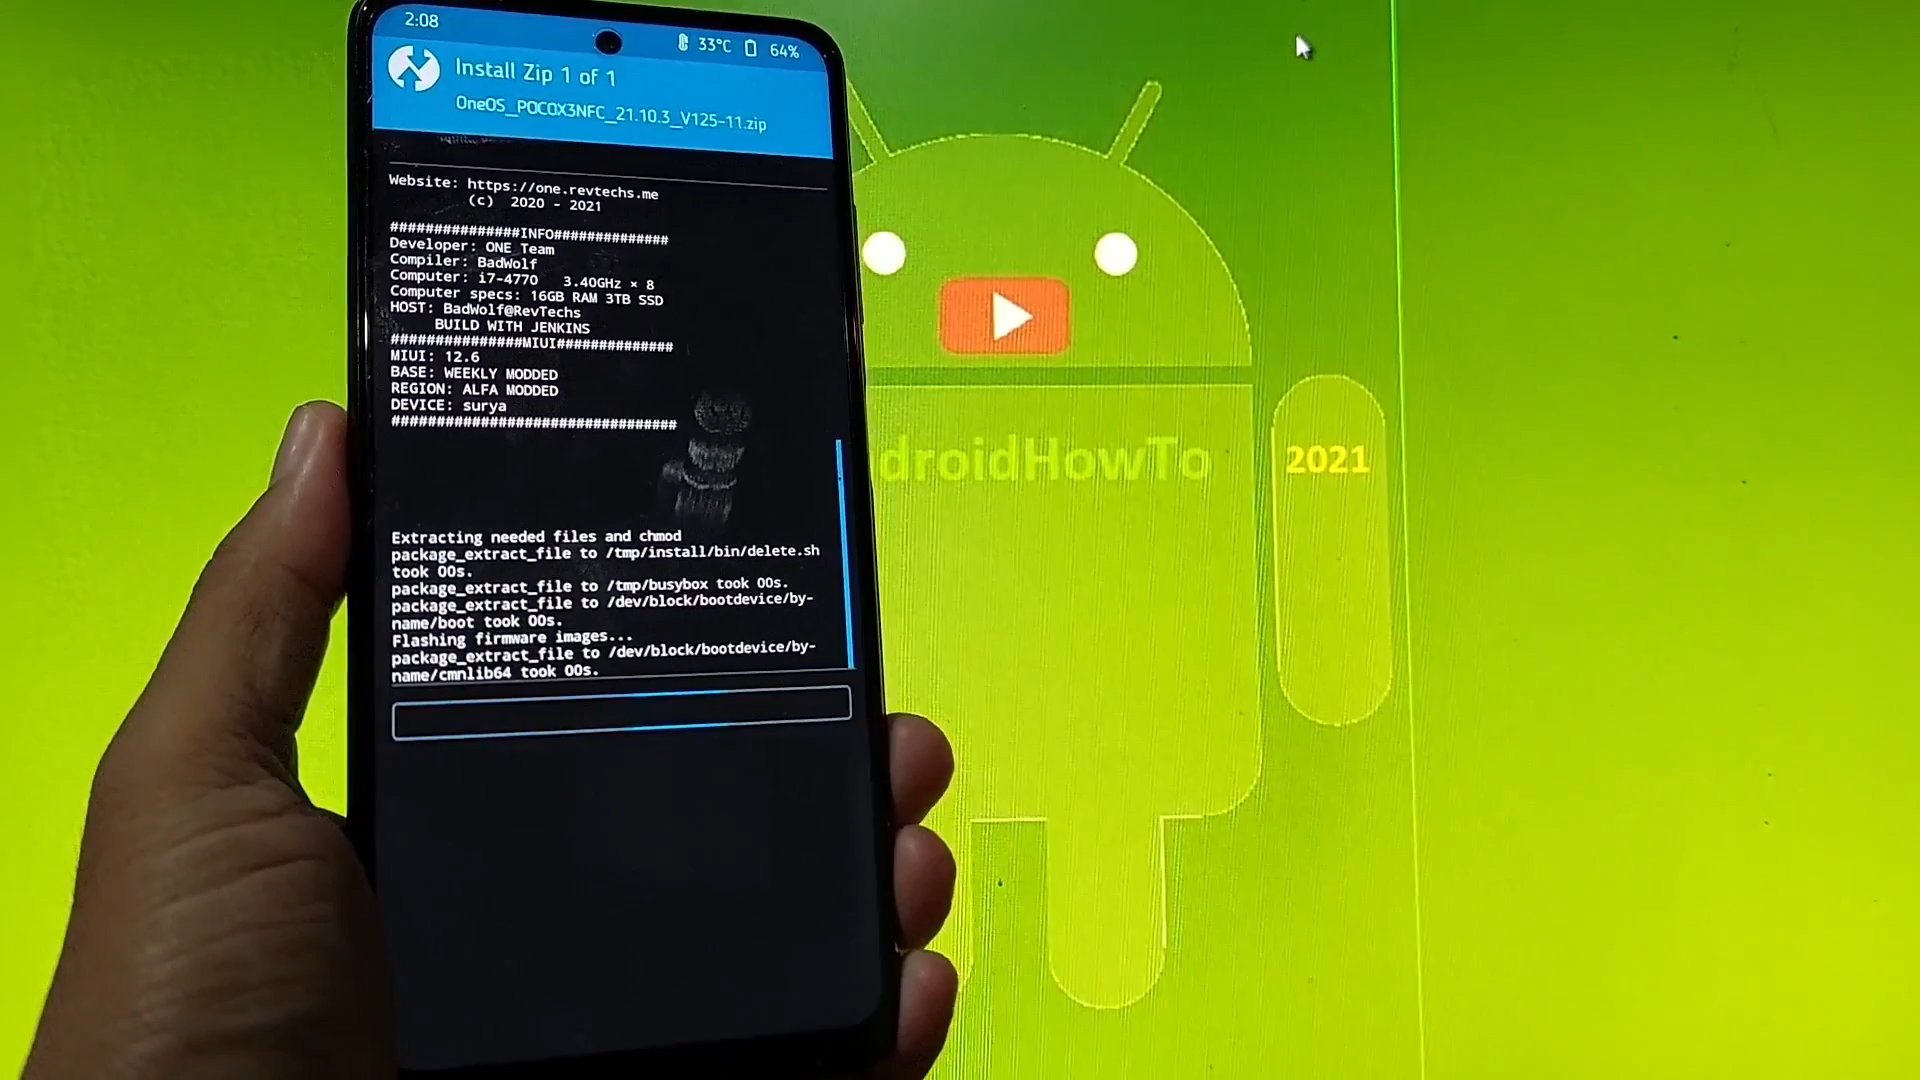 2:08
33°C 64%
Install Zip 1 of 1
OneOS_POCOX3NFC_21.10.3_V125-11.zip
Website: https://one.revtechs.me
(c) 2020 - 2021
###############INFO##############
Developer: ONE Team
Compiler: BadWolf
Computer: i7-4770 3.40GHz × 8
Computer specs: 16GB RAM 3TB SSD
HOST: BadWolf@RevTechs
BUILD WITH JENKINS
###############MIUI##############
MIUI: 12.6
BASE: WEEKLY MODDED
REGION: ALFA MODDED
DEVICE: surya
#################################
Extracting needed files and chmod
package_extract_file to /tmp/install/bin/delete.sh
took 00s.
package_extract_file to /tmp/busybox took 00s.
package_extract_file to /dev/block/bootdevice/by-
name/boot took 00s.
Flashing firmware images...
package_extract_file to /dev/block/bootdevice/by-
name/cmnlib64 took 00s.
droidHowTo
2021